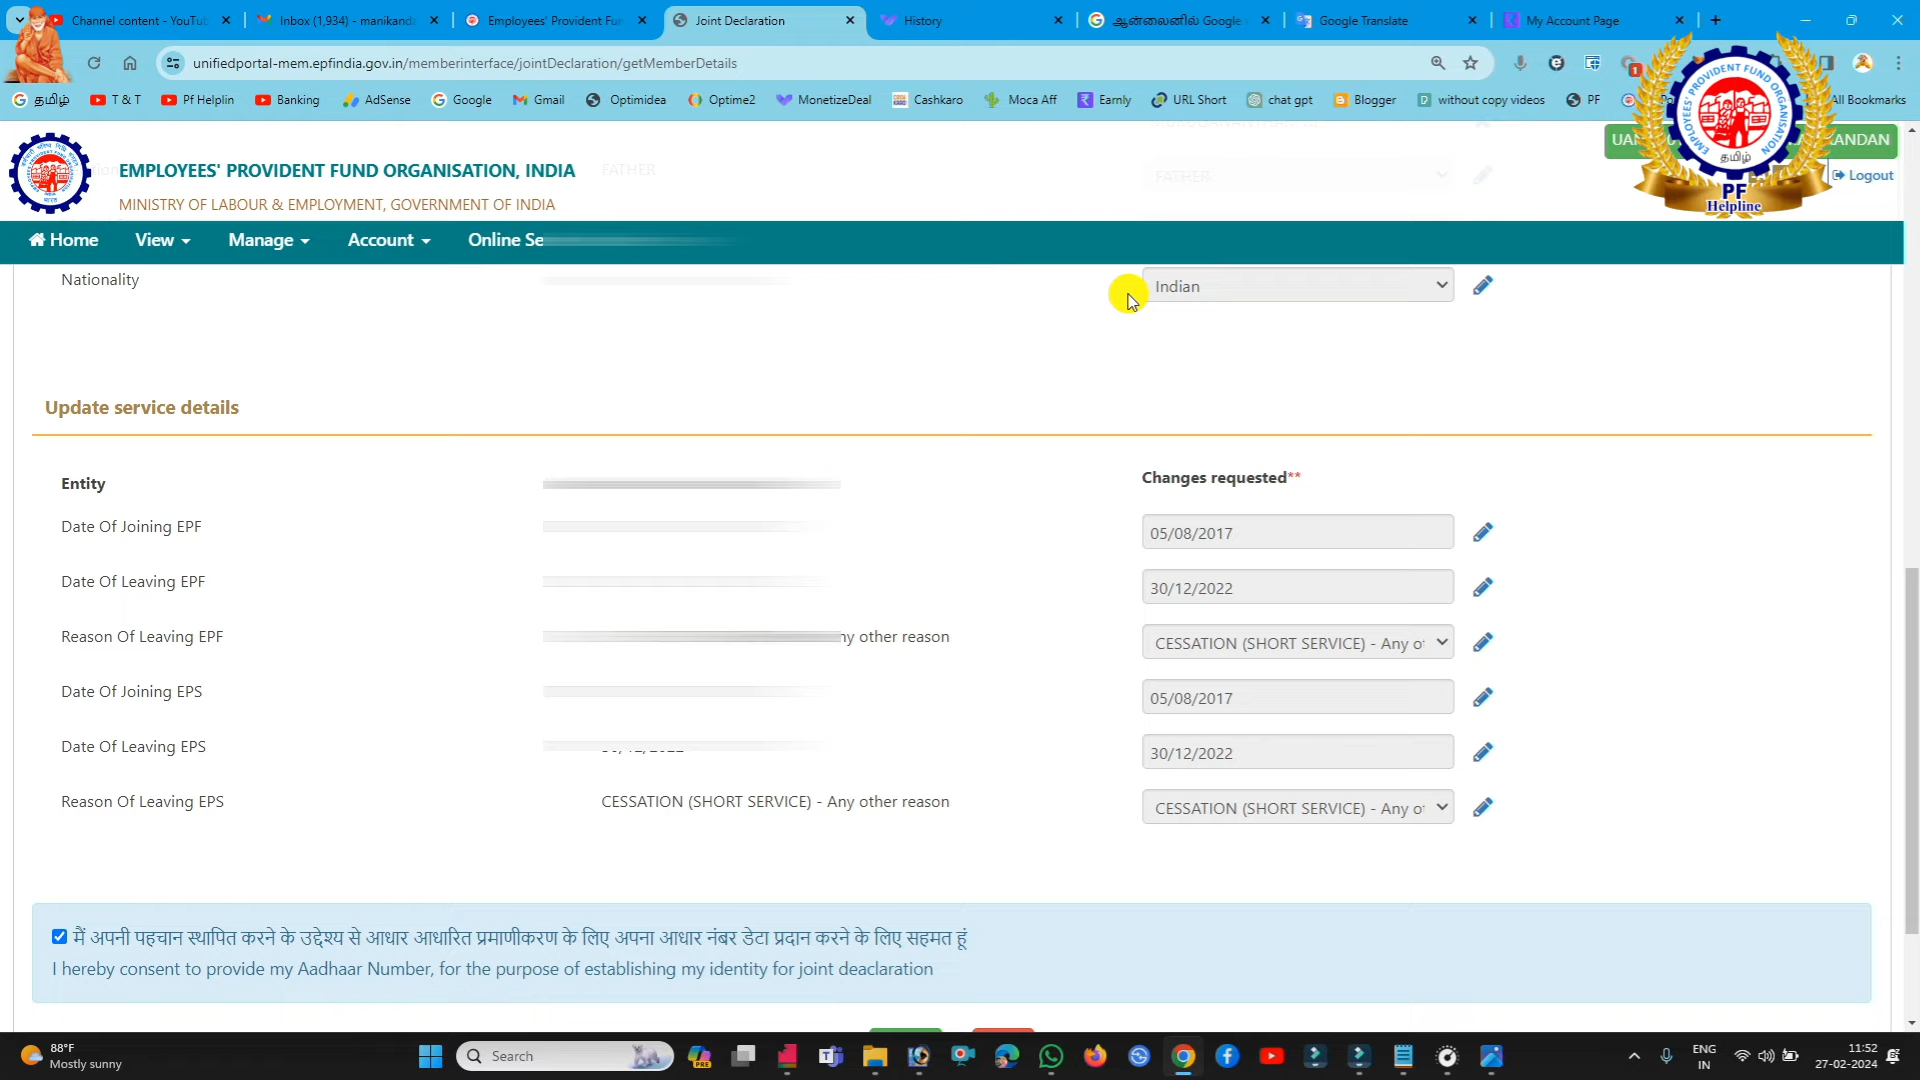 Channel content - YouTu
Inbox (1,934) - manikanda
Employees' Provident Fun
Joint Declaration
History
ஆன்லைனில் Google
Google Translate
My Account Page
unifiedportal-mem.epfindia.gov.in/memberinterface/jointDeclaration/getMemberDetails
தமிழ்
T & T
Pf Helplin
Banking
AdSense
Google
Gmail
Optimidea
Optime2
MonetizeDeal
Cashkaro
Moca Aff
Earnly
URL Short
chat gpt
Blogger
without copy videos
PF
All Bookmarks
EMPLOYEES' PROVIDENT FUND ORGANISATION, INDIA
MINISTRY OF LABOUR & EMPLOYMENT, GOVERNMENT OF INDIA
FATHER
FATHER
Logout
PROVIDENT FUND
தமிழ்
PF
Helpline
Home
View
Manage
Account
Online Se
Nationality
Indian
Update service details
Entity
Changes requested**
Date Of Joining EPF
05/08/2017
Date Of Leaving EPF
30/12/2022
Reason Of Leaving EPF
ny other reason
CESSATION (SHORT SERVICE) - Any o
Date Of Joining EPS
05/08/2017
Date Of Leaving EPS
30/12/2022
Reason Of Leaving EPS
CESSATION (SHORT SERVICE) - Any other reason
CESSATION (SHORT SERVICE) - Any o
मैं अपनी पहचान स्थापित करने के उद्देश्य से आधार आधारित प्रमाणीकरण के लिए अपना आधार नंबर डेटा प्रदान करने के लिए सहमत हूं
I hereby consent to provide my Aadhaar Number, for the purpose of establishing my identity for joint deaclaration
88°F
Mostly sunny
Search
ENG
IN
11:52
27-02-2024